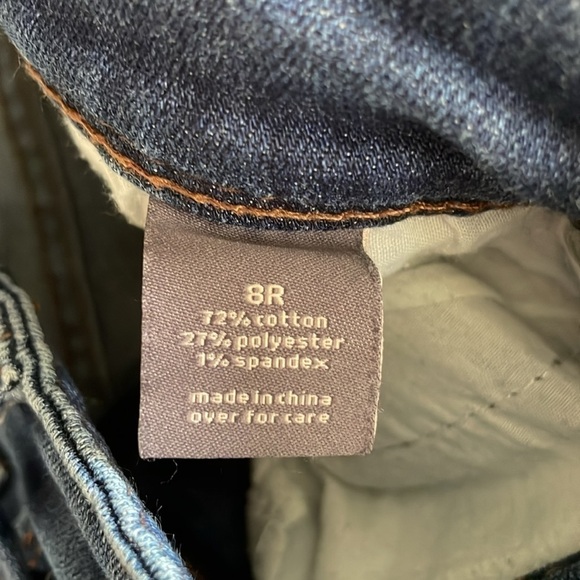 8R
72% cotton
27% polyester
1% spandex
made in china
over for care